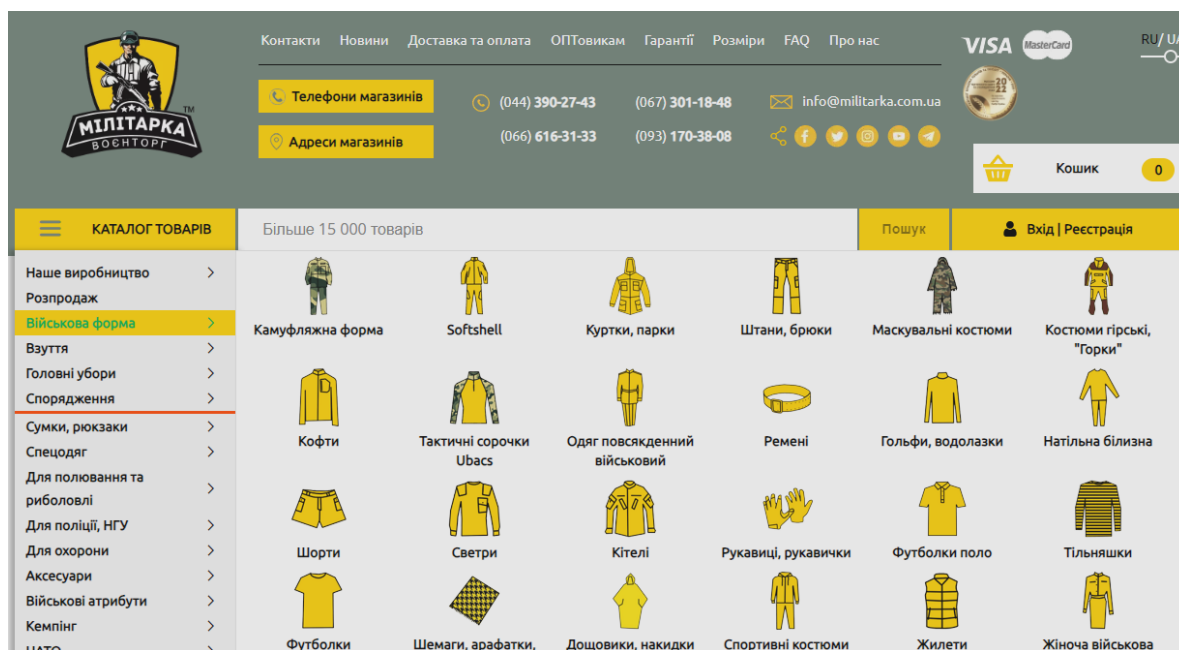 Контакти Новини Доставка та оплата ОПТовикам Гарантії Розміри FAQ Про нас
VISA MasterCard
RU/ UA
20
22
Телефони магазинів
(044) 390-27-43 (067) 301-18-48 info@militarka.com.ua
Адреси магазинів
(066) 616-31-33 (093) 170-38-08
МІЛІТАРКА TM
ВОЄНТОРГ
Кошик 0
КАТАЛОГ ТОВАРІВ
Більше 15 000 товарів
Пошук
Вхід | Реєстрація
Наше виробництво
Розпродаж
Військова форма
Взуття
Головні убори
Спорядження
Сумки, рюкзаки
Спецодяг
Для полювання та
риболовлі
Для поліції, НГУ
Для охорони
Аксесуари
Військові атрибути
Кемпінг
НАТО
Камуфляжна форма
Softshell
Куртки, парки
Штани, брюки
Маскувальні костюми
Костюми гірські,
"Горки"
Кофти
Тактичні сорочки
Ubacs
Одяг повсякденний
військовий
Ремені
Гольфи, водолазки
Натільна білизна
Шорти
Светри
Кітелі
Рукавиці, рукавички
Футболки поло
Тільняшки
Футболки
Шемаги, арафатки,
Дощовики, накидки
Спортивні костюми
Жилети
Жіноча військова